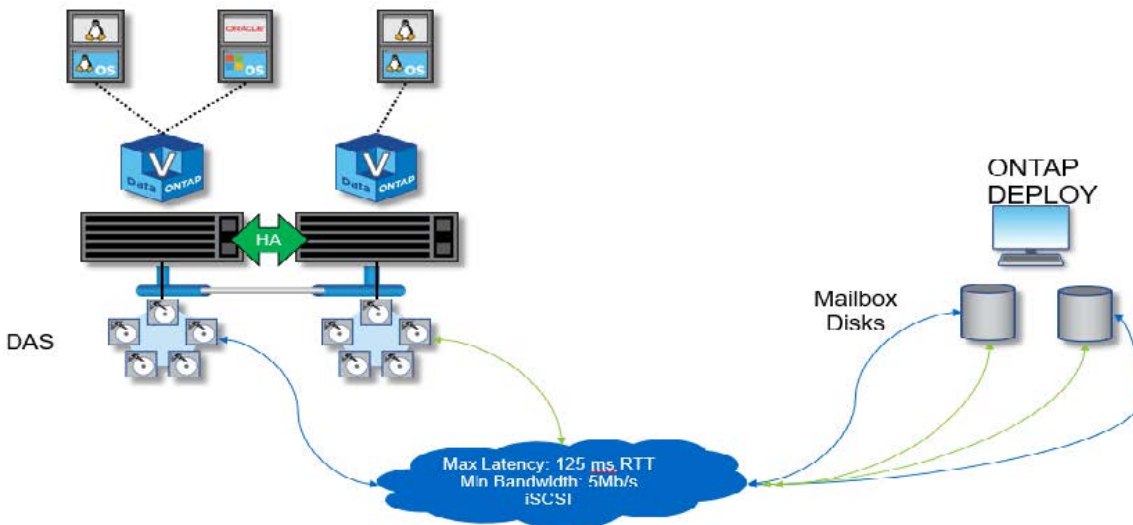 ORACLE
OS
OS
OS
V
Data ONTAP
V
Data ONTAP
HA
DAS
ONTAP
DEPLOY
Mailbox
Disks
Max Latency: 125 ms RTT
Min Bandwidth: 5Mb/s
iSCSI